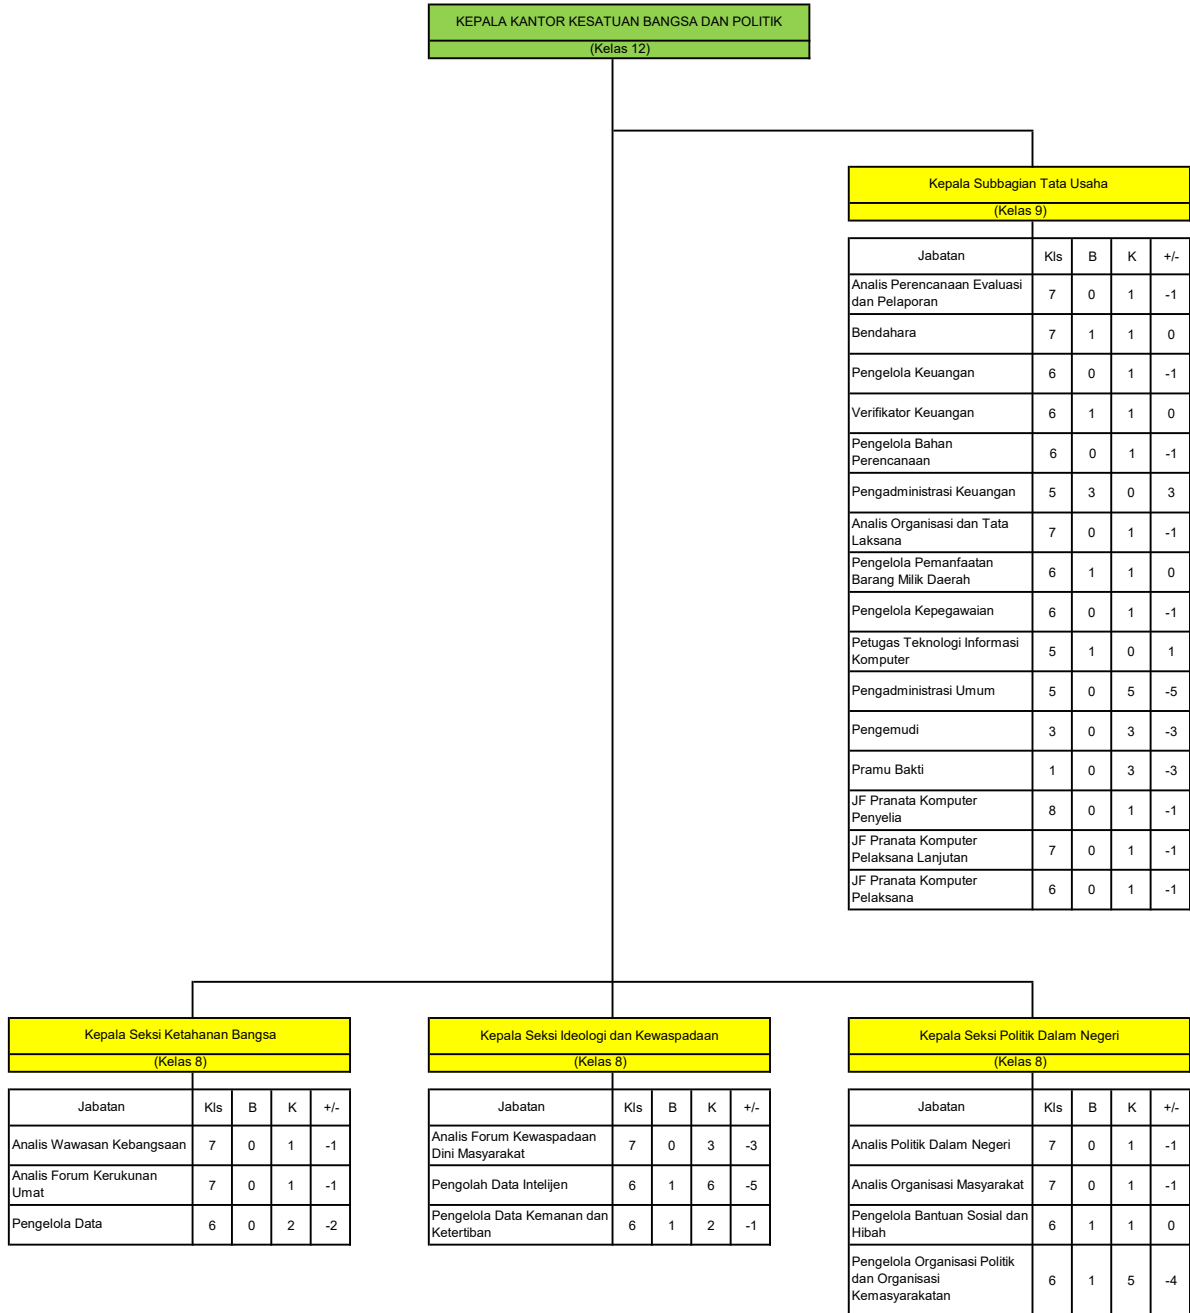 KEPALA KANTOR KESATUAN BANGSA DAN POLITIK
(Kelas 12)
Kepala Subbagian Tata Usaha
(Kelas 9)
Jabatan Kls B K +/-
Analis Perencanaan Evaluasi
dan Pelaporan 7 0 1 -1
Bendahara 7 1 1 0
Pengelola Keuangan 6 0 1 -1
Verifikator Keuangan 6 1 1 0
Pengelola Bahan
Perencanaan 6 0 1 -1
Pengadministrasi Keuangan 5 3 0 3
Analis Organisasi dan Tata
Laksana 7 0 1 -1
Pengelola Pemanfaatan
Barang Milik Daerah 6 1 1 0
Pengelola Kepegawaian 6 0 1 -1
Petugas Teknologi Informasi
Komputer 5 1 0 1
Pengadministrasi Umum 5 0 5 -5
Pengemudi 3 0 3 -3
Pramu Bakti 1 0 3 -3
JF Pranata Komputer
Penyelia 8 0 1 -1
JF Pranata Komputer
Pelaksana Lanjutan 7 0 1 -1
JF Pranata Komputer
Pelaksana 6 0 1 -1
Kepala Seksi Ketahanan Bangsa
(Kelas 8)
Jabatan Kls B K +/-
Analis Wawasan Kebangsaan 7 0 1 -1
Analis Forum Kerukunan
Umat 7 0 1 -1
Pengelola Data 6 0 2 -2
Kepala Seksi Ideologi dan Kewaspadaan
(Kelas 8)
Jabatan Kls B K +/-
Analis Forum Kewaspadaan
Dini Masyarakat 7 0 3 -3
Pengolah Data Intelijen 6 1 6 -5
Pengelola Data Kemanan dan
Ketertiban 6 1 2 -1
Kepala Seksi Politik Dalam Negeri
(Kelas 8)
Jabatan Kls B K +/-
Analis Politik Dalam Negeri 7 0 1 -1
Analis Organisasi Masyarakat 7 0 1 -1
Pengelola Bantuan Sosial dan
Hibah 6 1 1 0
Pengelola Organisasi Politik
dan Organisasi
Kemasyarakatan 6 1 5 -4